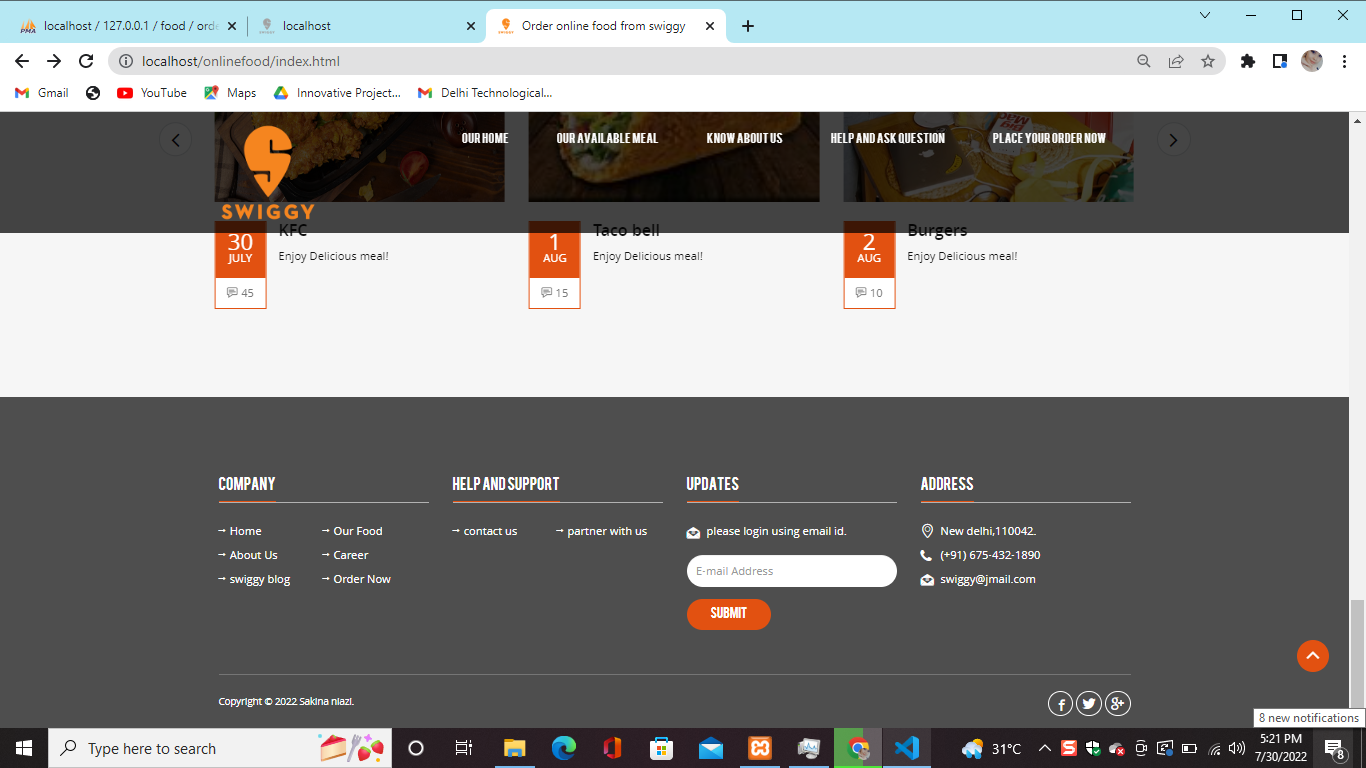 localhost / 127.0.0.1 / food / orde
localhost
Order online food from swiggy
localhost/onlinefood/index.html
Gmail
YouTube
Maps
Innovative Project...
Delhi Technological...
OUR HOME
OUR AVAILABLE MEAL
KNOW ABOUT US
HELP AND ASK QUESTION
PLACE YOUR ORDER NOW
SWIGGY
30
JULY
45
KFC
Enjoy Delicious meal!
1
AUG
15
Taco bell
Enjoy Delicious meal!
2
AUG
10
Burgers
Enjoy Delicious meal!
COMPANY
Home
Our Food
About Us
Career
swiggy blog
Order Now
HELP AND SUPPORT
contact us
partner with us
UPDATES
please login using email id.
E-mail Address
SUBMIT
ADDRESS
New delhi,110042.
(+91) 675-432-1890
swiggy@jmail.com
Copyright © 2022 Sakina niazi.
8 new notifications
Type here to search
31°C
5:21 PM
7/30/2022
8